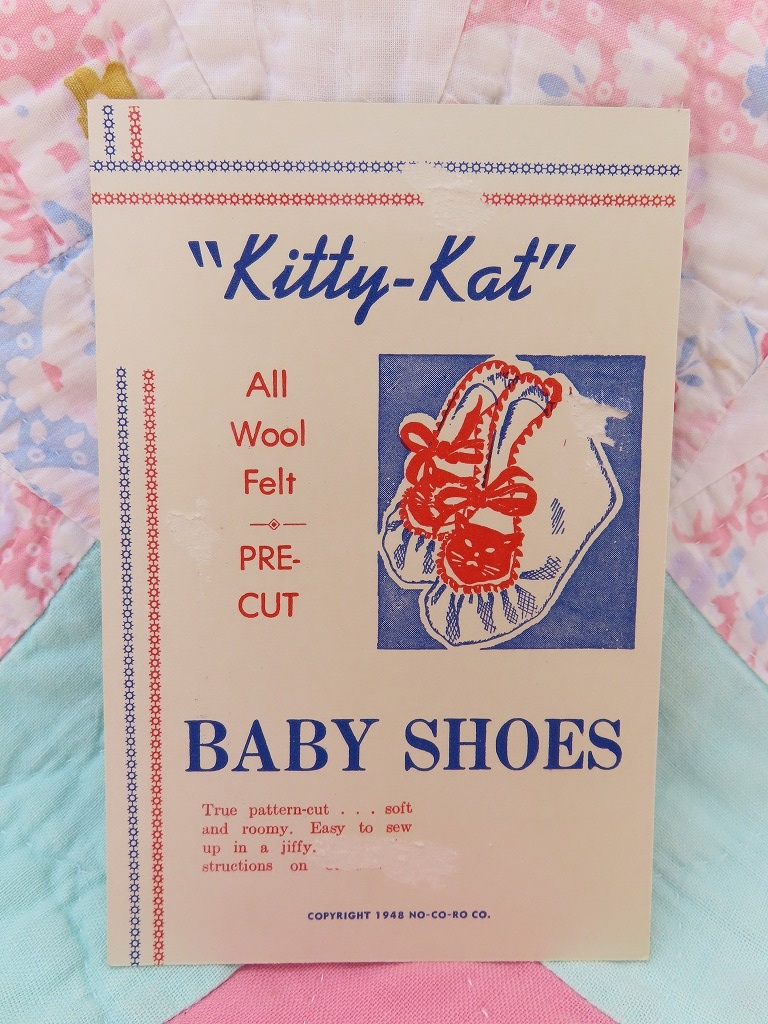 "Kitty-Kat"
All
Wool
Felt
PRE-
CUT
BABY SHOES
True pattern-cut . . . soft
and roomy. Easy to sew
up in a jiffy.
structions on
COPYRIGHT 1948 NO-CO-RO CO.